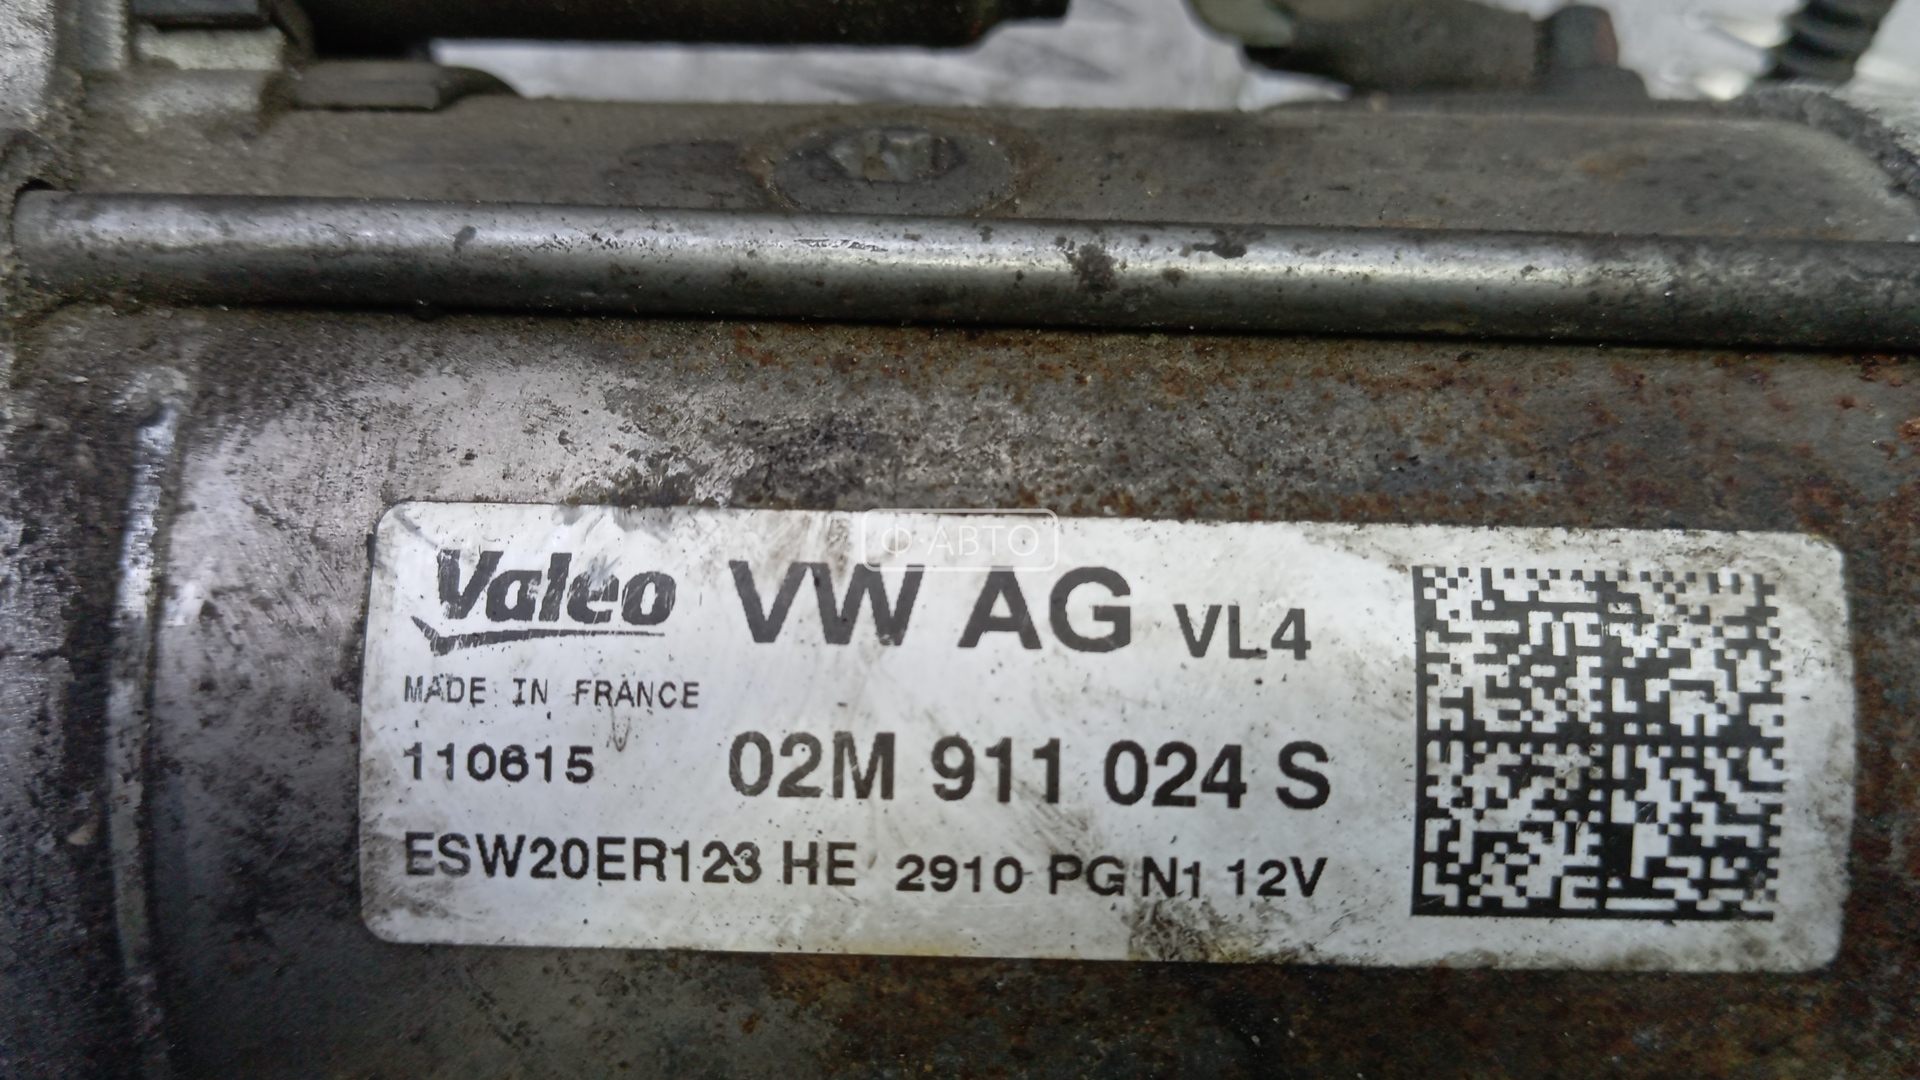 Ф·АВТО
Valeo VW AG VL4
MADE IN FRANCE
110615 02M 911 024 S
ESW20ER123 HE 2910 PG N1 12V